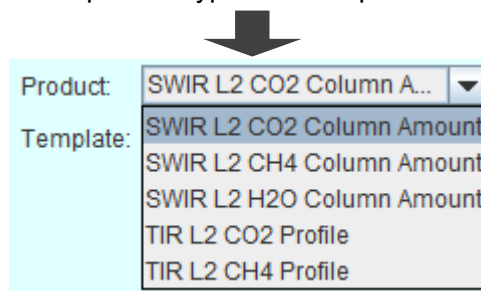 Product: SWIR L2 CO2 Column A...
Template: SWIR L2 CO2 Column Amount
SWIR L2 CH4 Column Amount
SWIR L2 H2O Column Amount
TIR L2 CO2 Profile
TIR L2 CH4 Profile